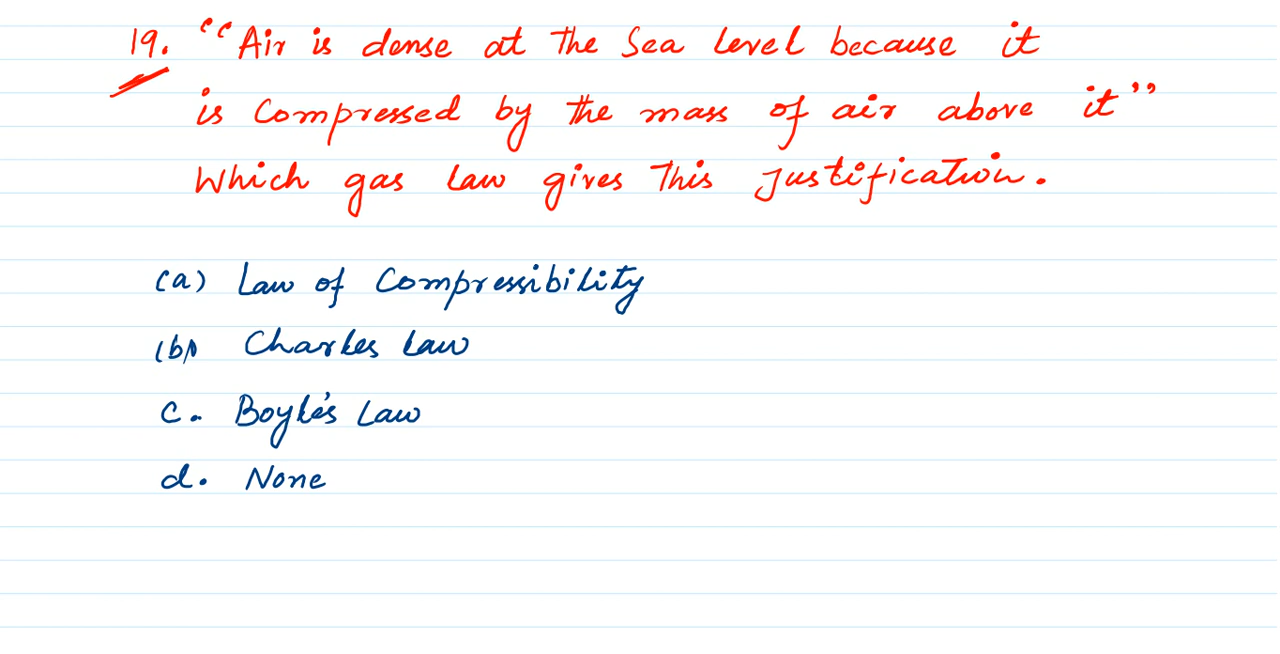 19. "Air is dense at the Sea level because it
is Compressed by the mass of air above it"
Which gas law gives This Justification.
(a) Law of Compressibility
(b) Charles Law
c. Boyle's Law
d. None